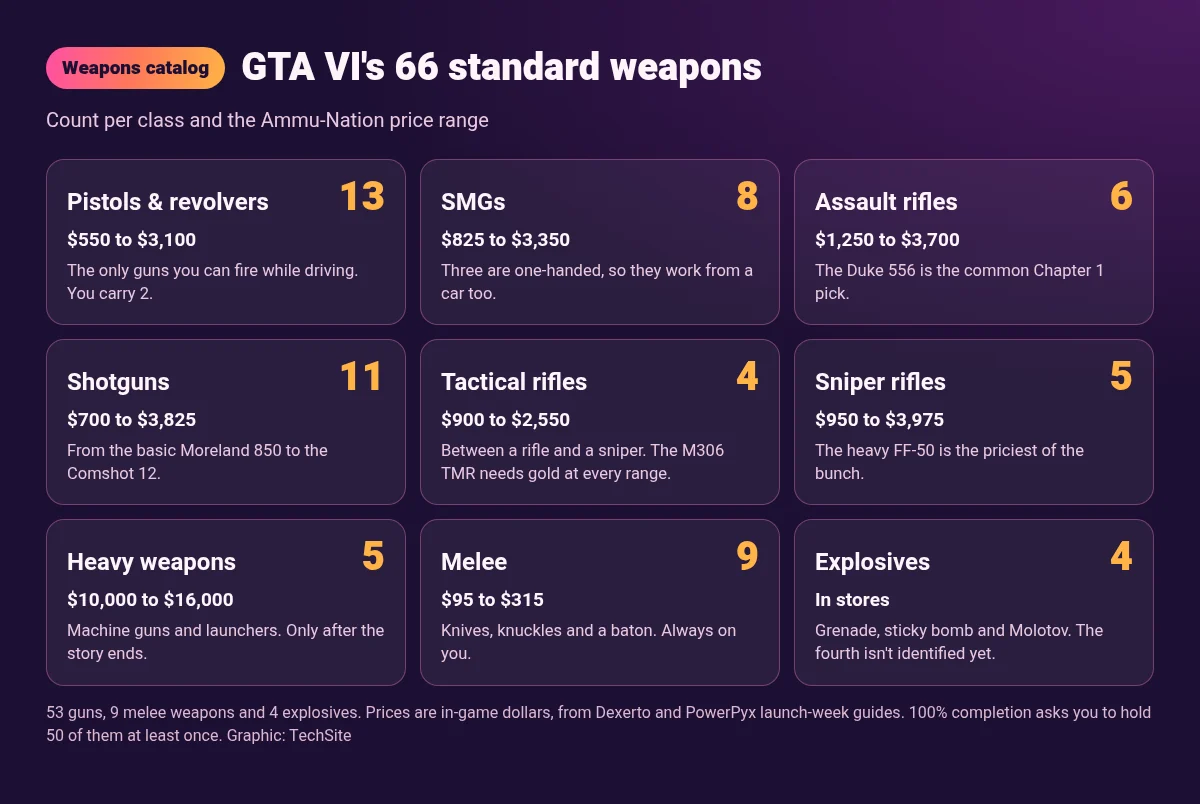 Weapons catalog
GTA VI's 66 standard weapons
Count per class and the Ammu-Nation price range
Pistols & revolvers
13
$550 to $3,100
The only guns you can fire while driving.
You carry 2.
SMGs
8
$825 to $3,350
Three are one-handed, so they work from a
car too.
Assault rifles
6
$1,250 to $3,700
The Duke 556 is the common Chapter 1
pick.
Shotguns
11
$700 to $3,825
From the basic Moreland 850 to the
Comshot 12.
Tactical rifles
4
$900 to $2,550
Between a rifle and a sniper. The M306
TMR needs gold at every range.
Sniper rifles
5
$950 to $3,975
The heavy FF-50 is the priciest of the
bunch.
Heavy weapons
5
$10,000 to $16,000
Machine guns and launchers. Only after the
story ends.
Melee
9
$95 to $315
Knives, knuckles and a baton. Always on
you.
Explosives
4
In stores
Grenade, sticky bomb and Molotov. The
fourth isn't identified yet.
53 guns, 9 melee weapons and 4 explosives. Prices are in-game dollars, from Dexerto and PowerPyx launch-week guides. 100% completion asks you to hold
50 of them at least once. Graphic: TechSite